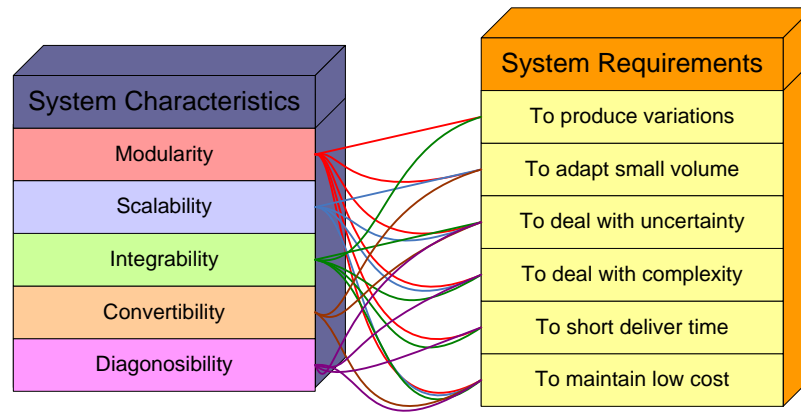 System Characteristics
Modularity
Scalability
Integrability
Convertibility
Diagonosibility
System Requirements
To produce variations
To adapt small volume
To deal with uncertainty
To deal with complexity
To short deliver time
To maintain low cost